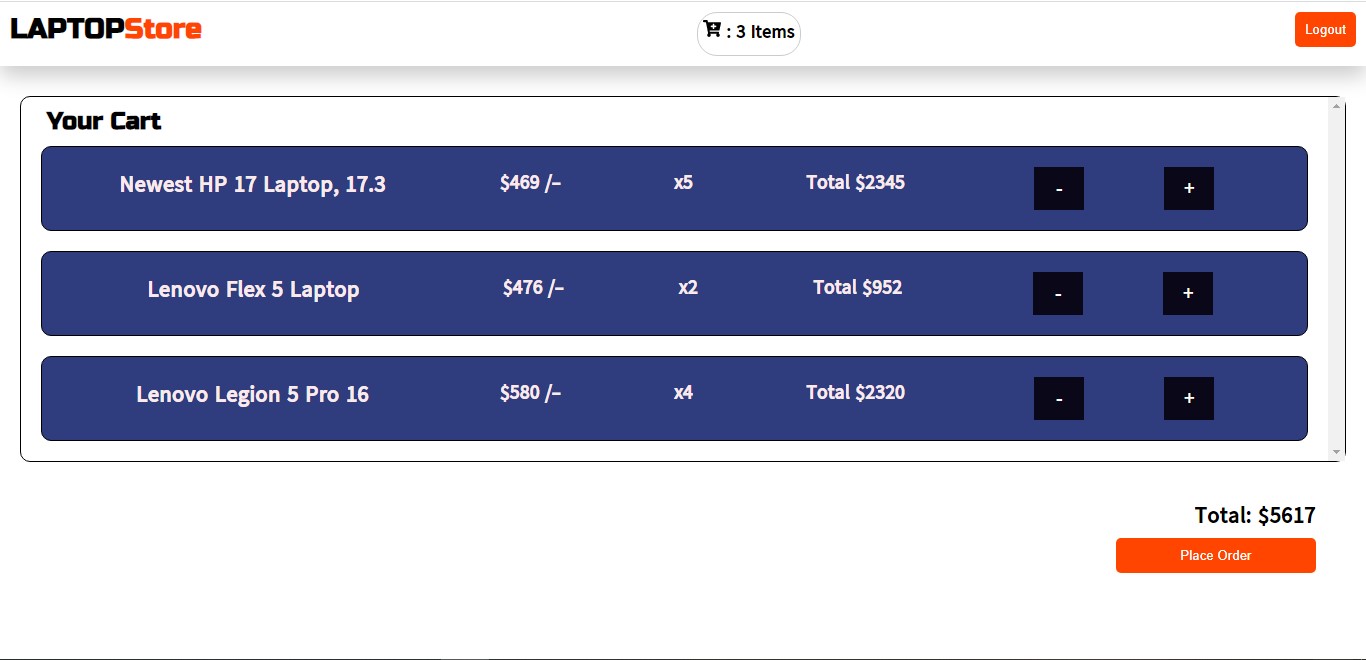 LAPTOPStore
: 3 Items
Logout
Your Cart
Newest HP 17 Laptop, 17.3 $469 /- x5 Total $2345 - +
Lenovo Flex 5 Laptop $476 /- x2 Total $952 - +
Lenovo Legion 5 Pro 16 $580 /- x4 Total $2320 - +
Total: $5617
Place Order